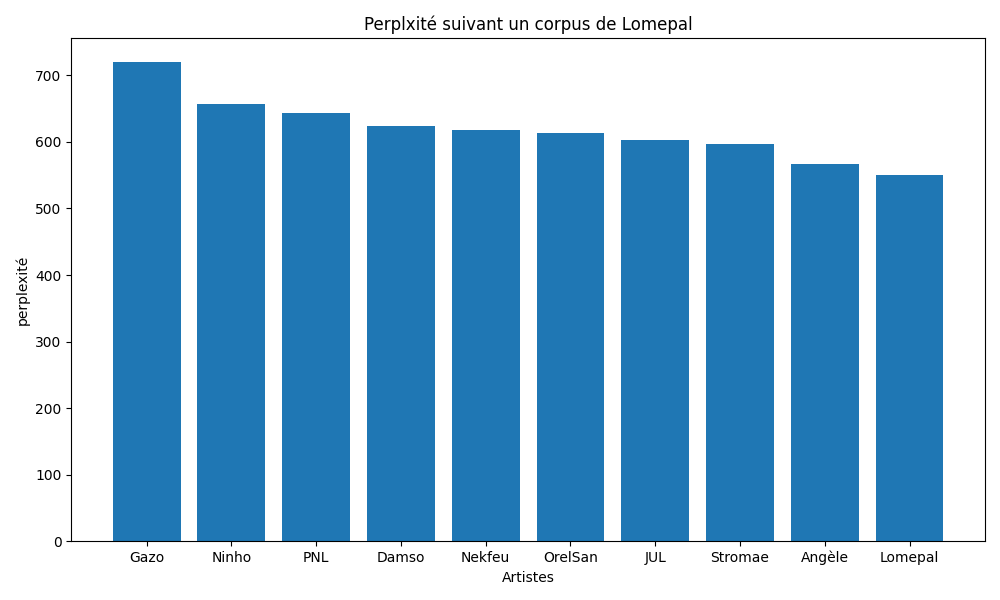 Perplxité suivant un corpus de Lomepal
perplexité
700
600
500
400
300
200
100
0
Gazo Ninho PNL Damso Nekfeu OrelSan JUL Stromae Angèle Lomepal
Artistes